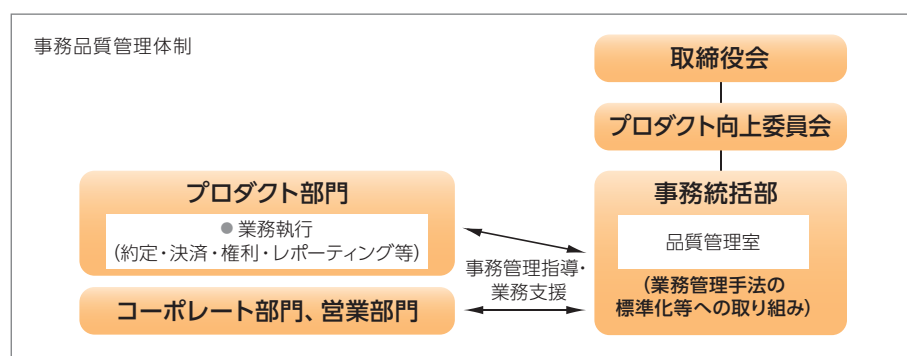 事務品質管理体制
取締役会
プロダクト向上委員会
プロダクト部門
● 業務執行
(約定・決済・権利・レポーティング等)
コーポレート部門、営業部門
事務管理指導・
業務支援
事務統括部
品質管理室
(業務管理手法の
標準化等への取り組み)